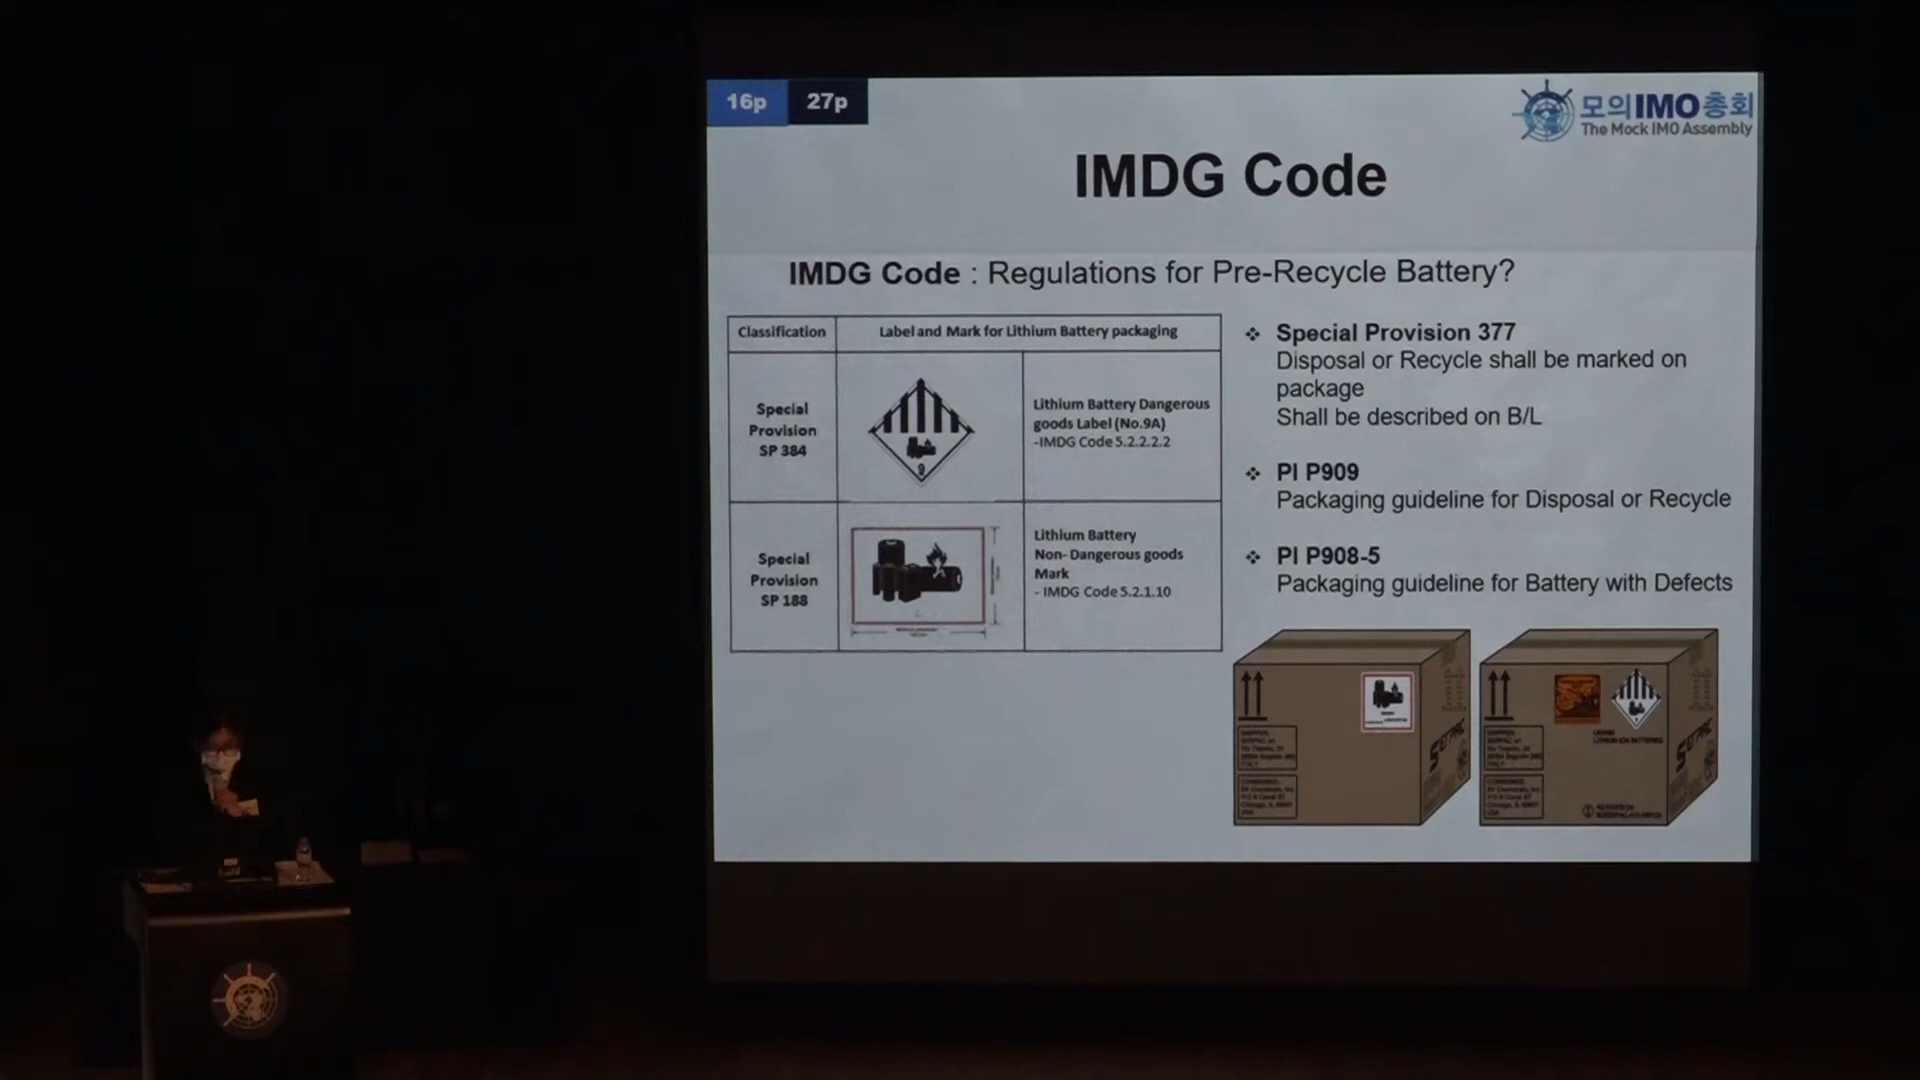 16p 27p
모의IMO총회
The Mock IMO Assembly
IMDG Code
IMDG Code : Regulations for Pre-Recycle Battery?
Classification
Label and Mark for Lithium Battery packaging
Special
Provision
SP 384
9
Lithium Battery Dangerous
goods Label (No.9A)
-IMDG Code 5.2.2.2.2
Special
Provision
SP 188
Lithium Battery
Non- Dangerous goods
Mark
- IMDG Code 5.2.1.10
❖ Special Provision 377
Disposal or Recycle shall be marked on
package
Shall be described on B/L
❖ PI P909
Packaging guideline for Disposal or Recycle
❖ PI P908-5
Packaging guideline for Battery with Defects